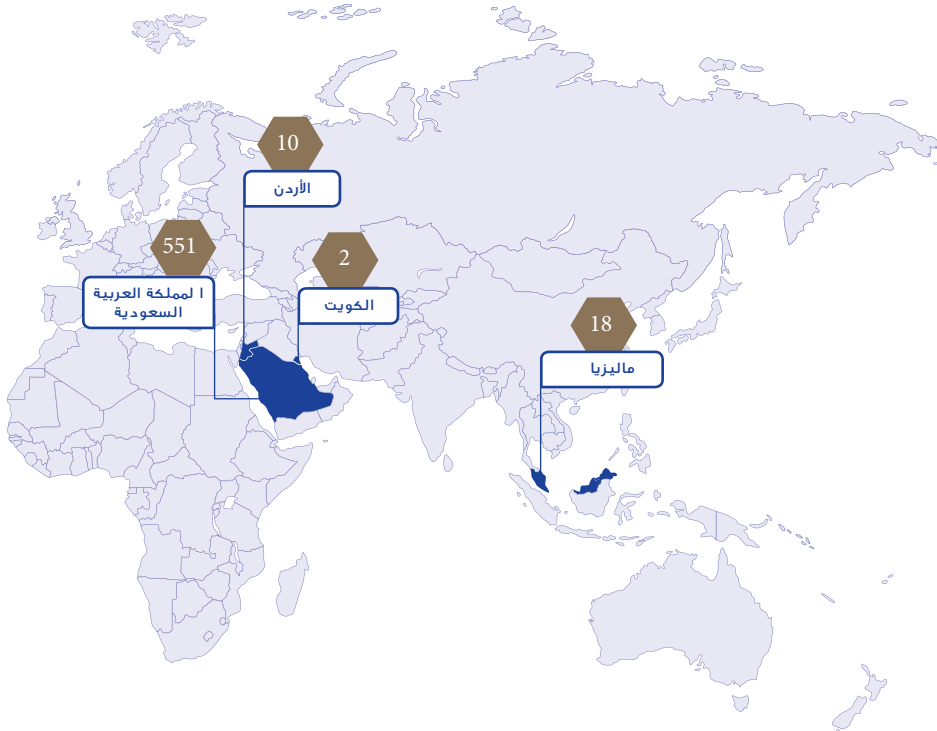 10
الأردن
551
ا لمملكة العربية
السعودية
2
الكويت
18
ماليزيا